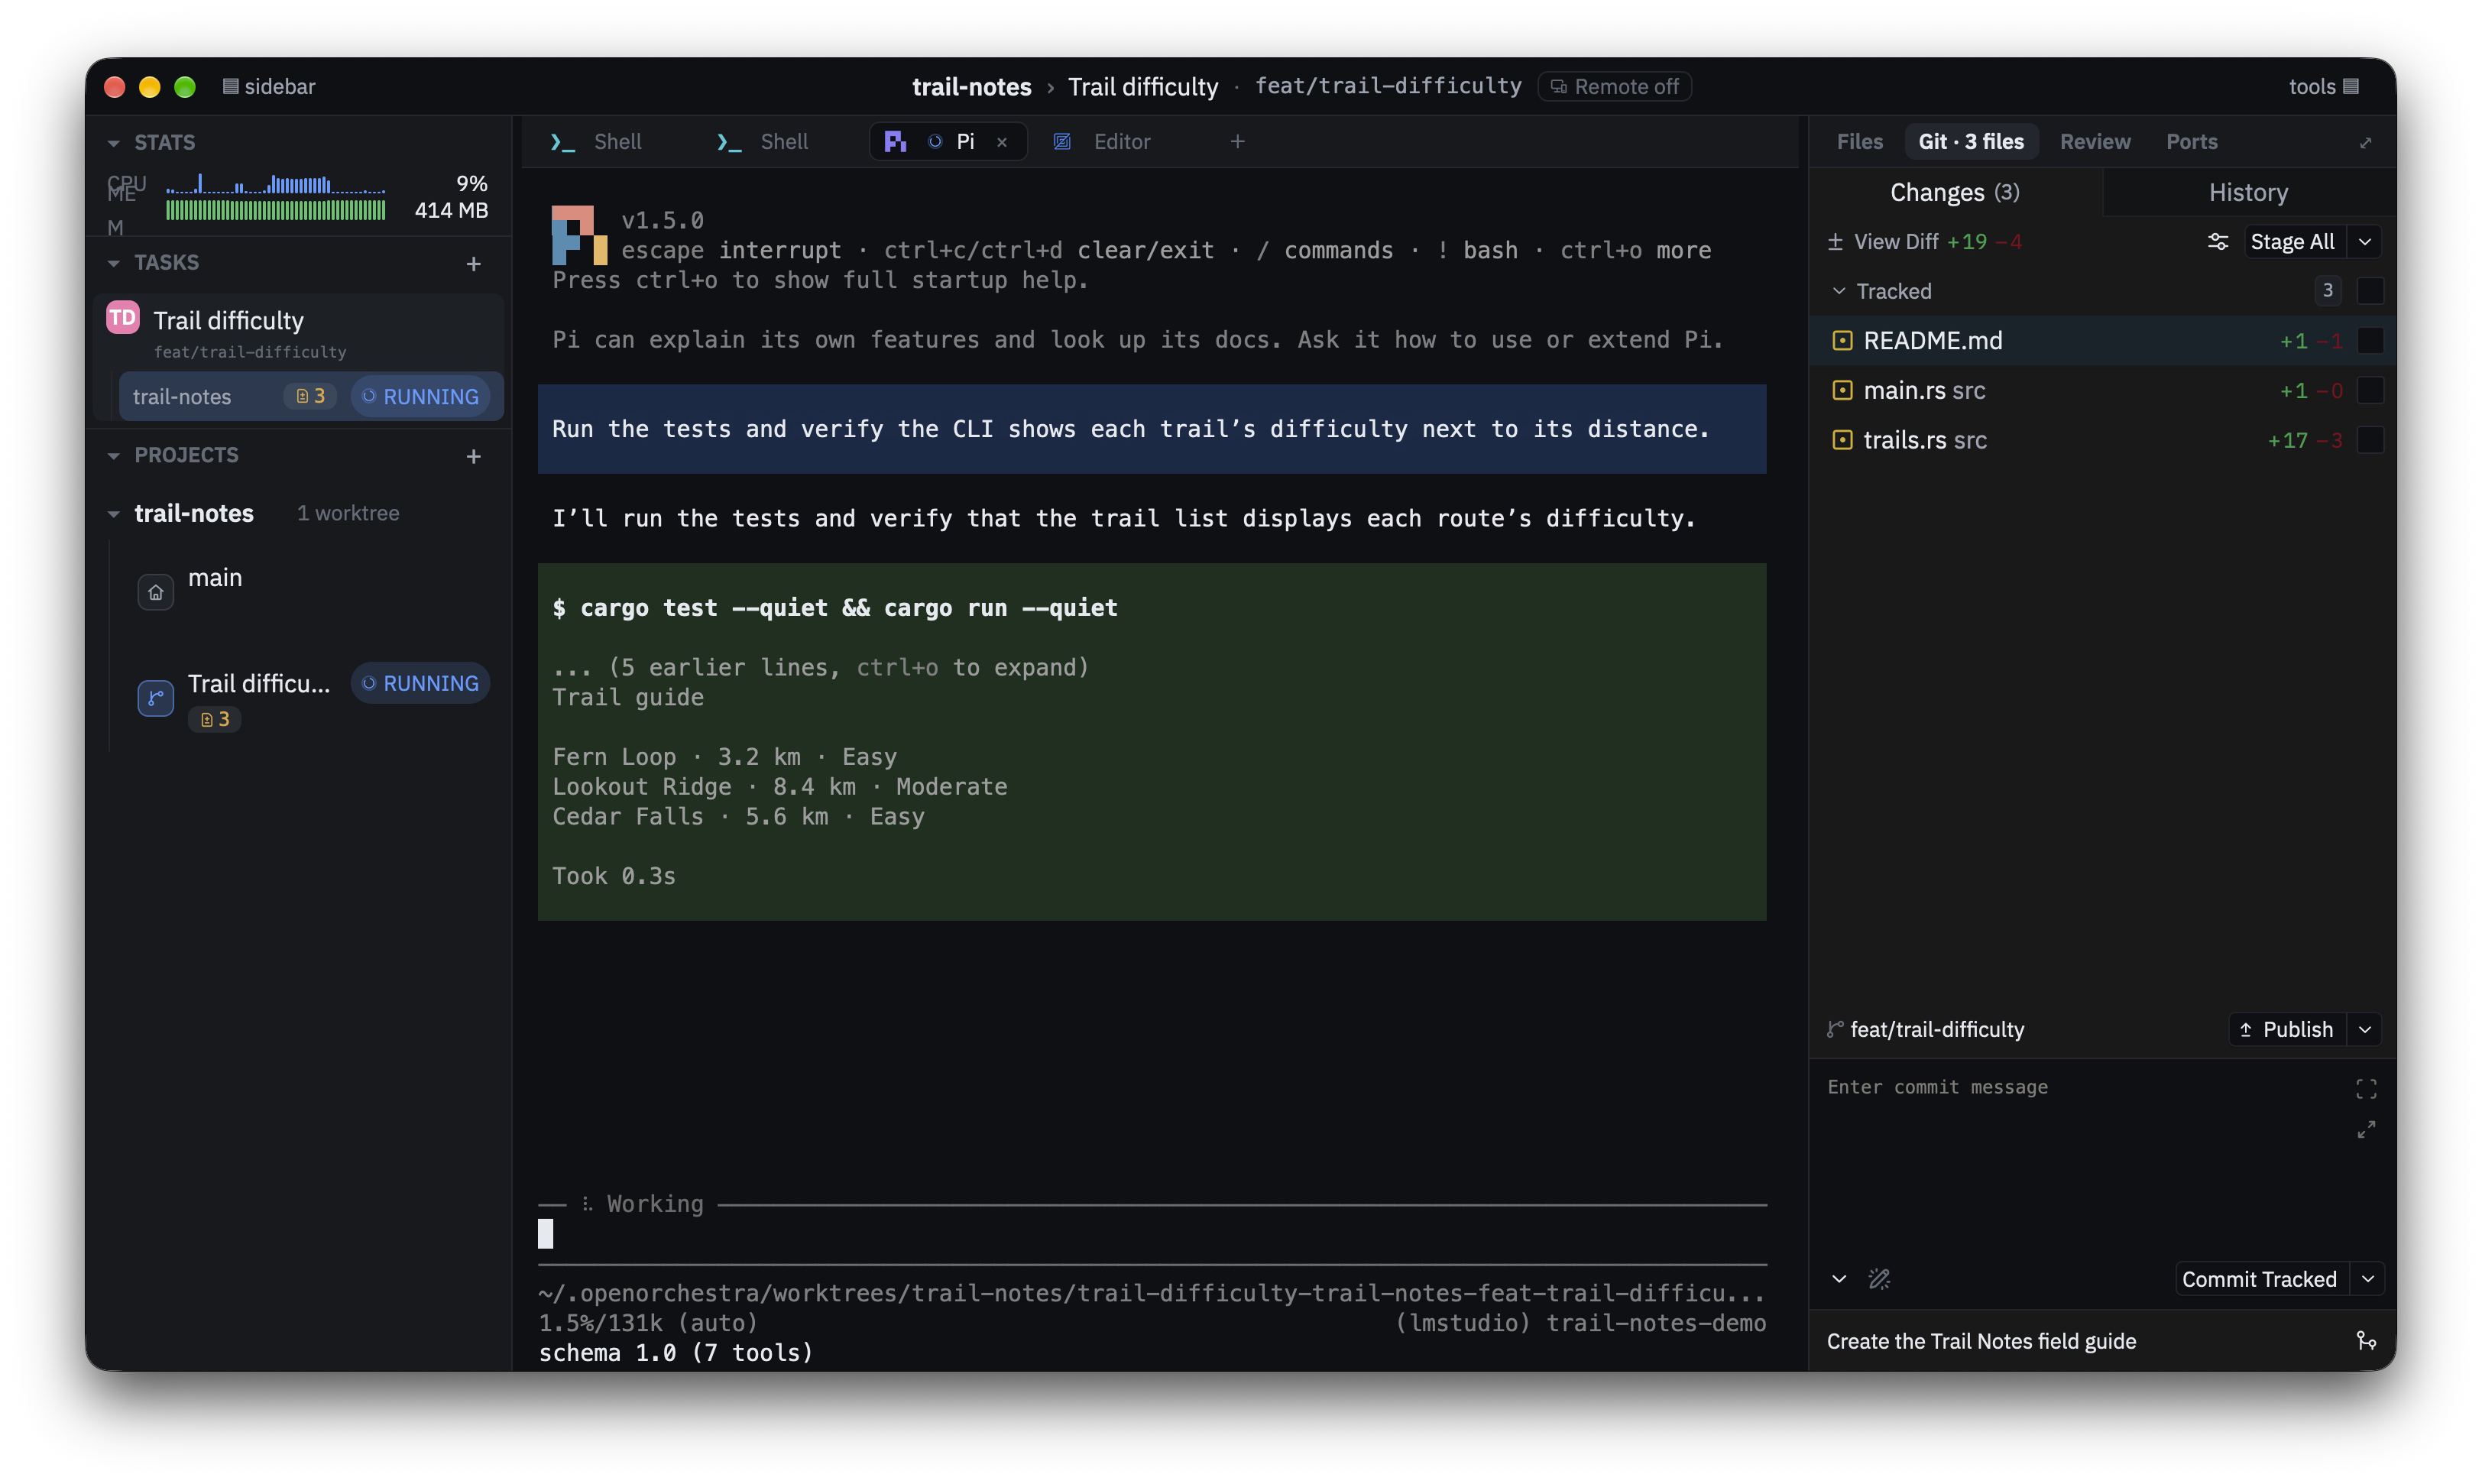 sidebar
trail-notes › Trail difficulty · feat/trail-difficulty
Remote off
tools
STATS
CPU
MEM
9%
414 MB
TASKS +
TD Trail difficulty
feat/trail-difficulty
trail-notes 3 RUNNING
PROJECTS +
trail-notes 1 worktree
main
Trail difficu... RUNNING
3
Shell
Shell
Pi ×
Editor
+
v1.5.0
escape interrupt · ctrl+c/ctrl+d clear/exit · / commands · ! bash · ctrl+o more
Press ctrl+o to show full startup help.
Pi can explain its own features and look up its docs. Ask it how to use or extend Pi.
Run the tests and verify the CLI shows each trail’s difficulty next to its distance.
I’ll run the tests and verify that the trail list displays each route’s difficulty.
$ cargo test --quiet && cargo run --quiet
... (5 earlier lines, ctrl+o to expand)
Trail guide
Fern Loop · 3.2 km · Easy
Lookout Ridge · 8.4 km · Moderate
Cedar Falls · 5.6 km · Easy
Took 0.3s
Working
~/.openorchestra/worktrees/trail-notes/trail-difficulty-trail-notes-feat-trail-difficu...
1.5%/131k (auto) (lmstudio) trail-notes-demo
schema 1.0 (7 tools)
Files
Git · 3 files
Review
Ports
Changes (3)
History
View Diff +19 −4
Stage All
Tracked 3
README.md +1 −1
main.rs src +1 −0
trails.rs src +17 −3
feat/trail-difficulty
Publish
Enter commit message
Commit Tracked
Create the Trail Notes field guide